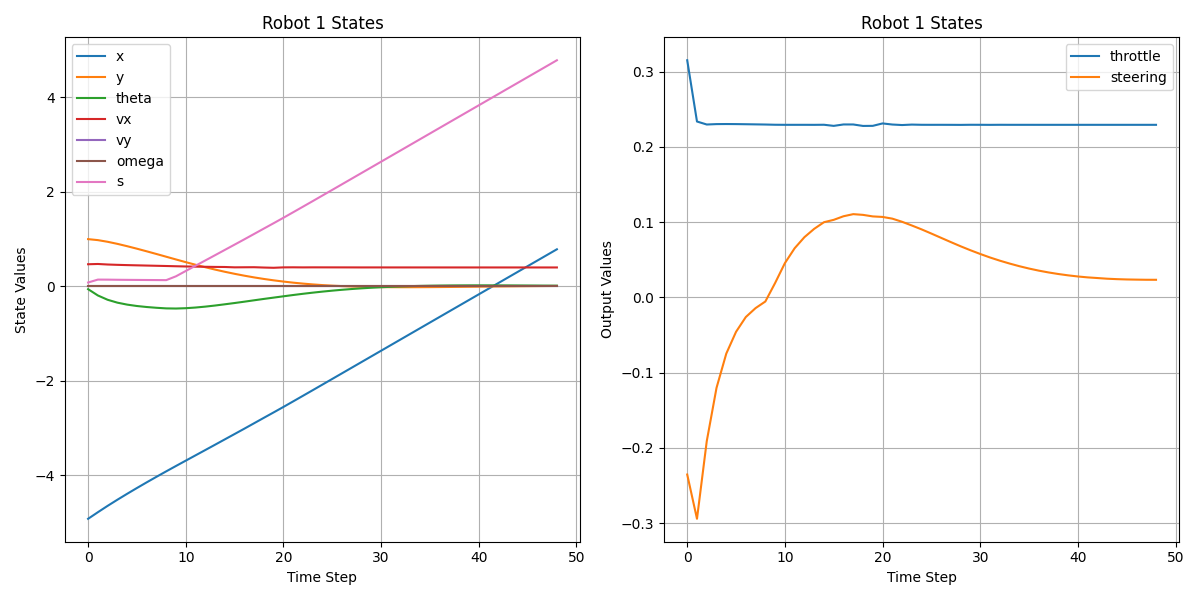 Robot 1 States
x
y
theta
vx
vy
omega
s
4
2
0
−2
−4
State Values
0
10
20
30
40
50
Time Step
Robot 1 States
throttle
steering
0.3
0.2
0.1
0.0
−0.1
−0.2
−0.3
Output Values
0
10
20
30
40
50
Time Step